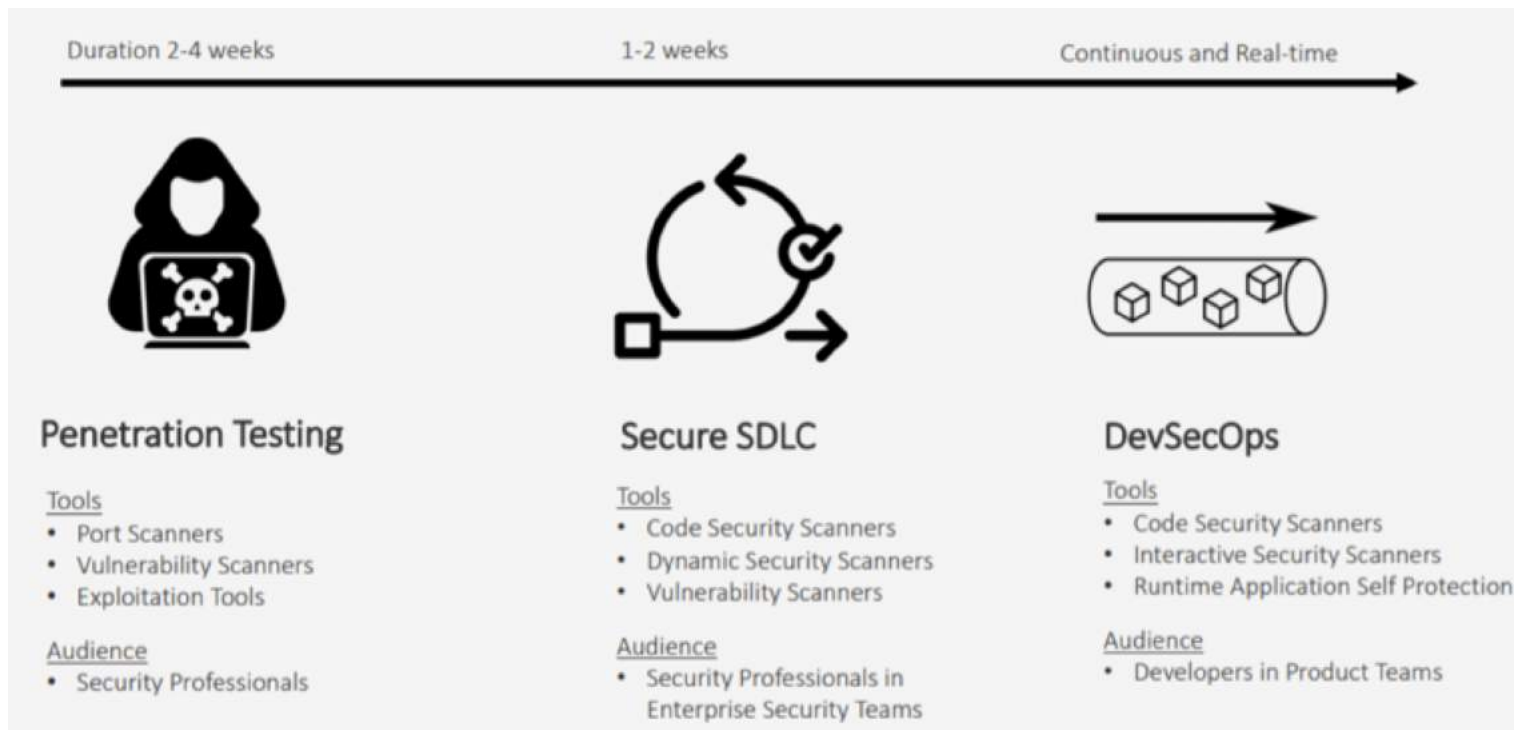 Duration 2-4 weeks
1-2 weeks
Continuous and Real-time
Penetration Testing
Tools
• Port Scanners
• Vulnerability Scanners
• Exploitation Tools
Audience
• Security Professionals
Secure SDLC
Tools
• Code Security Scanners
• Dynamic Security Scanners
• Vulnerability Scanners
Audience
• Security Professionals in
Enterprise Security Teams
DevSecOps
Tools
• Code Security Scanners
• Interactive Security Scanners
• Runtime Application Self Protection
Audience
• Developers in Product Teams